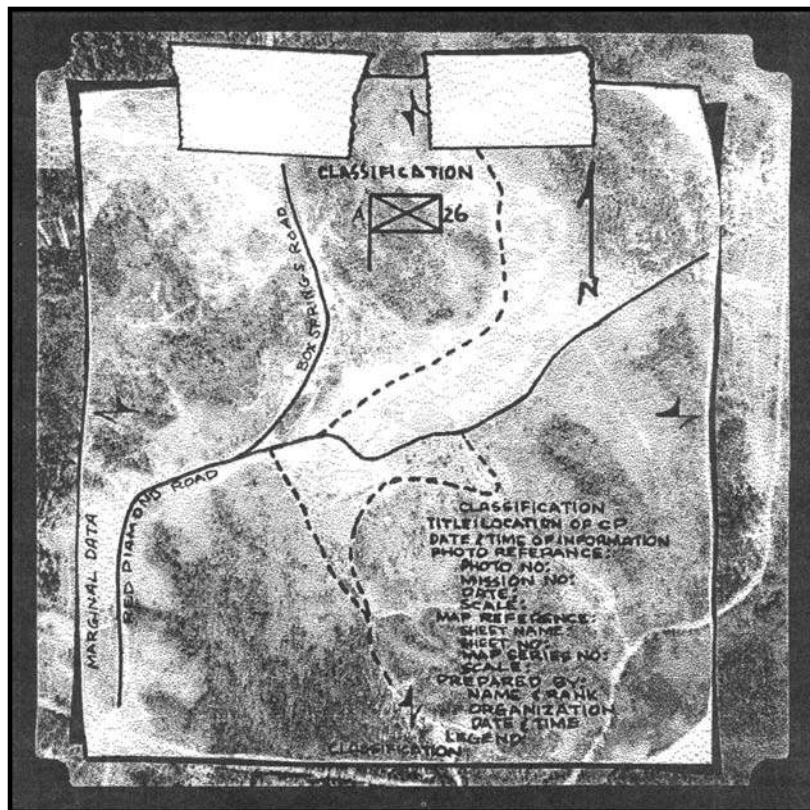 CLASSIFICATION
A 26
BOX STRINGS ROAD
N
RED DIAMOND ROAD
MARGINAL DATA
CLASSIFICATION
TITLE/LOCATION OF CP
DATE & TIME OF INFORMATION
PHOTO REFERANCE:
PHOTO NO:
MISSION NO:
DATE:
SCALE:
MAP REFERENCE:
SHEET NAME:
SHEET NO:
MAP SERIES NO:
SCALE:
PREPARED BY:
NAME & RANK
ORGANIZATION
DATE & TIME
LEGEND:
CLASSIFICATION